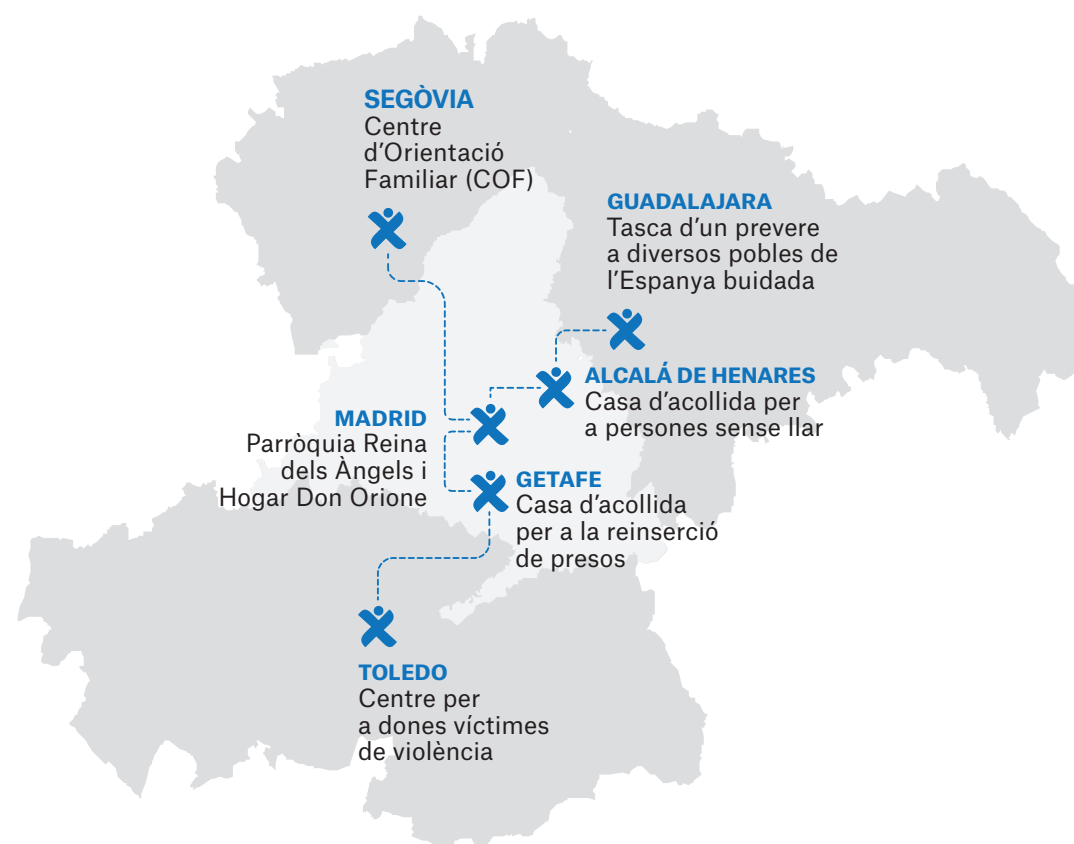 SEGÒVIA
Centre
d'Orientació
Familiar (COF)
GUADALAJARA
Tasca d'un prevere
a diversos pobles de
l'Espanya buidada
ALCALÁ DE HENARES
Casa d'acollida per
a persones sense llar
MADRID
Parròquia Reina
dels Àngels i
Hogar Don Orione
GETAFE
Casa d'acollida
per a la reinserció
de presos
TOLEDO
Centre per
a dones víctimes
de violència